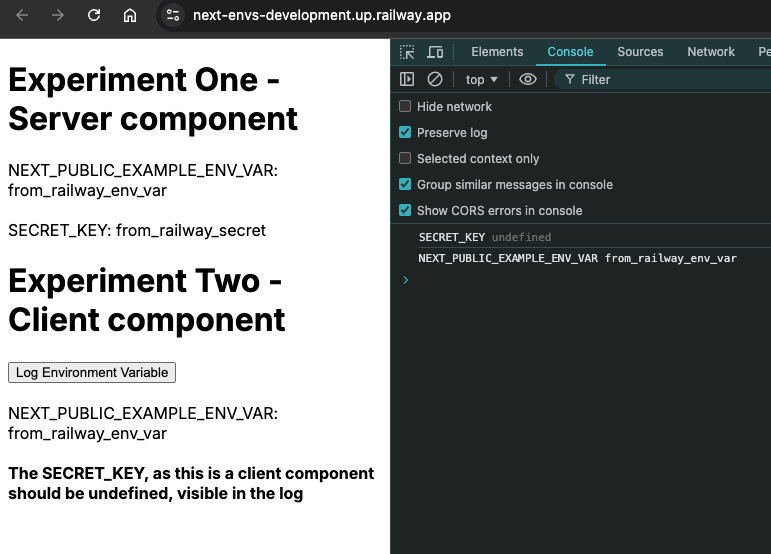 next-envs-development.up.railway.app
Experiment One -
Server component
NEXT_PUBLIC_EXAMPLE_ENV_VAR:
from_railway_env_var
SECRET_KEY: from_railway_secret
Experiment Two -
Client component
Log Environment Variable
NEXT_PUBLIC_EXAMPLE_ENV_VAR:
from_railway_env_var
The SECRET_KEY, as this is a client component
should be undefined, visible in the log
Elements Console Sources Network Pe
top Filter
Hide network
Preserve log
Selected context only
Group similar messages in console
Show CORS errors in console
SECRET_KEY undefined
NEXT_PUBLIC_EXAMPLE_ENV_VAR from_railway_env_var